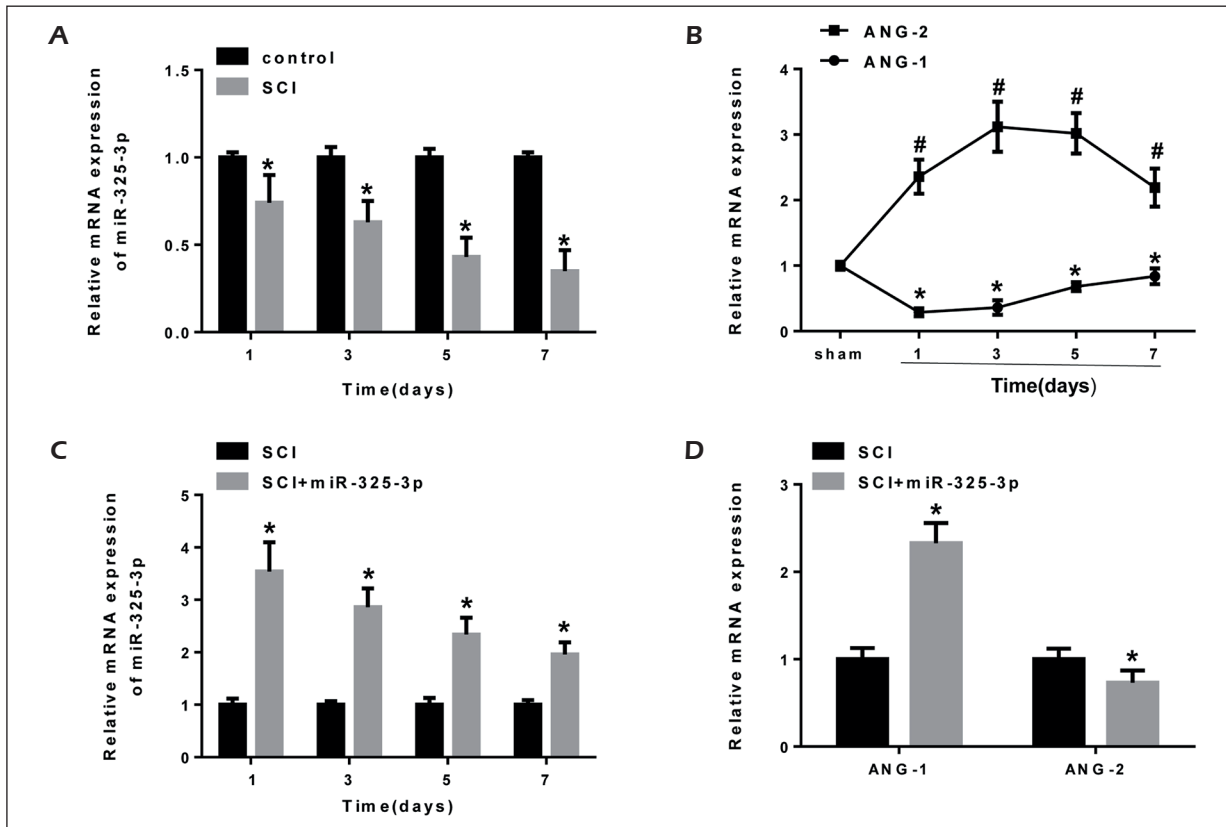 A
control
SCI
Relative mRNA expression
of miR-325-3p
1.5
1.0
0.5
0.0
* * * *
1 3 5 7
Time(days)
B
ANG-2
ANG-1
Relative mRNA expression
4
3
2
1
0
# # # #
* * * *
sham 1 3 5 7
Time(days)
C
SCI
SCI+miR-325-3p
Relative mRNA expression
of miR-325-3p
5
4
3
2
1
0
* * * *
1 3 5 7
Time(days)
D
SCI
SCI+miR-325-3p
Relative mRNA expression
3
2
1
0
* *
ANG-1 ANG-2